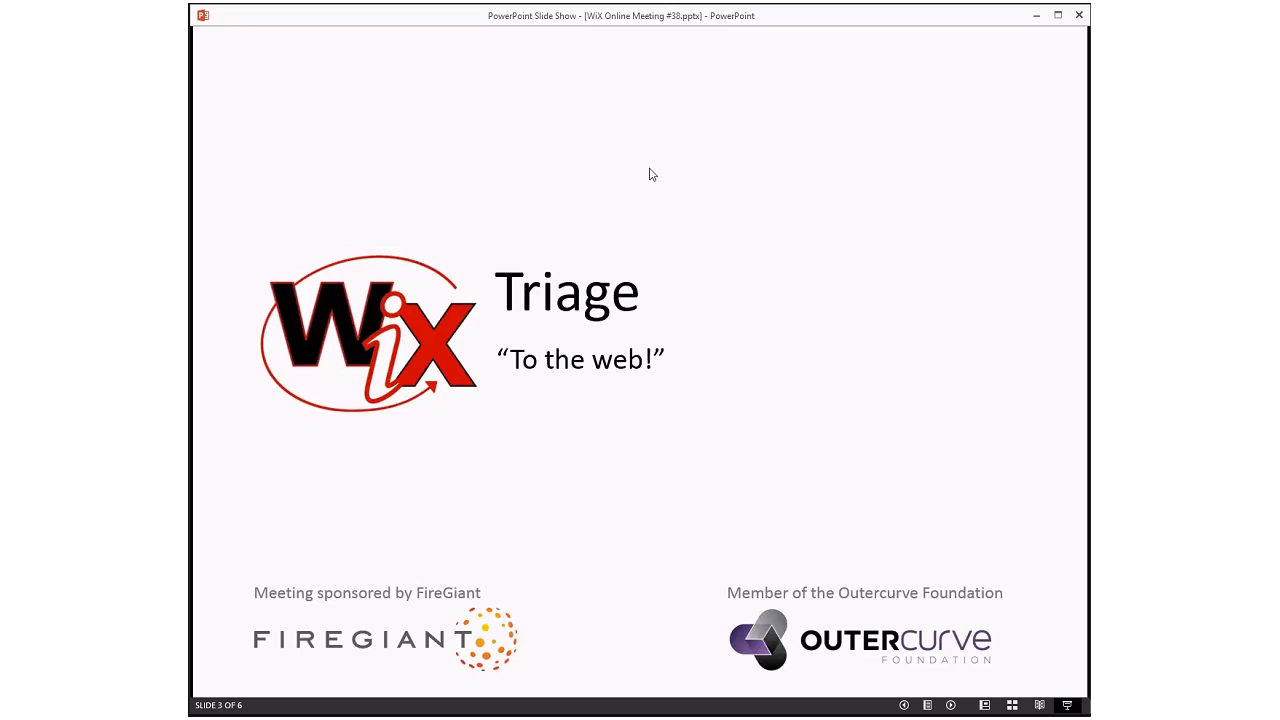 PowerPoint Slide Show - [WiX Online Meeting #38.pptx] - PowerPoint
WiX
Triage
“To the web!”
Meeting sponsored by FireGiant
Member of the Outercurve Foundation
FIREGIANT
OUTERCURVE
FOUNDATION
SLIDE 3 OF 6